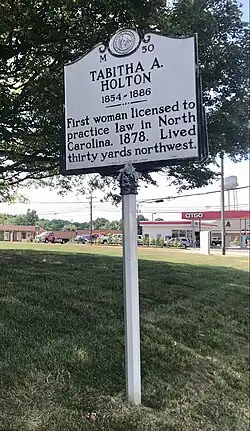 M 50
TABITHA A.
HOLTON
1854-1886
First woman licensed to
practice law in North
Carolina, 1878. Lived
thirty yards northwest.
CITGO